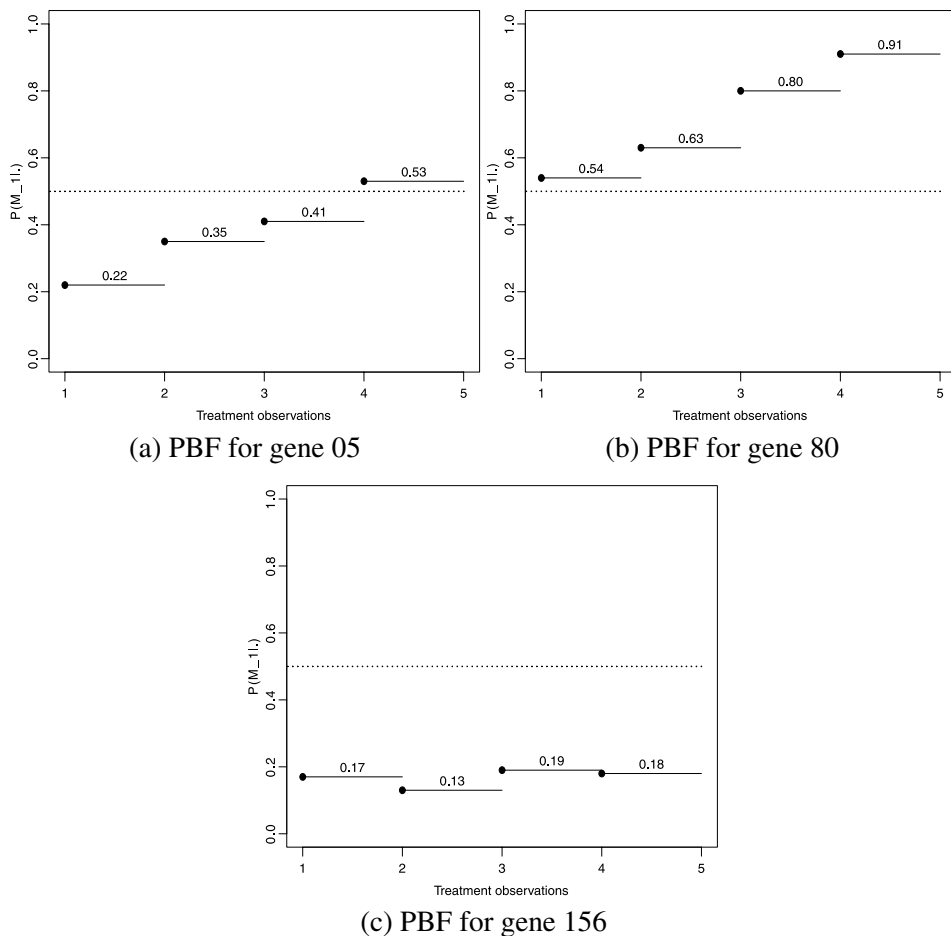 1.0
0.8
0.6
0.4
0.2
0.0
P(M_1|.)
0.22
0.35
0.41
0.53
1 2 3 4 5
Treatment observations
(a) PBF for gene 05
1.0
0.8
0.6
0.4
0.2
0.0
P(M_1|.)
0.54
0.63
0.80
0.91
1 2 3 4 5
Treatment observations
(b) PBF for gene 80
1.0
0.8
0.6
0.4
0.2
0.0
P(M_1|.)
0.17
0.13
0.19
0.18
1 2 3 4 5
Treatment observations
(c) PBF for gene 156